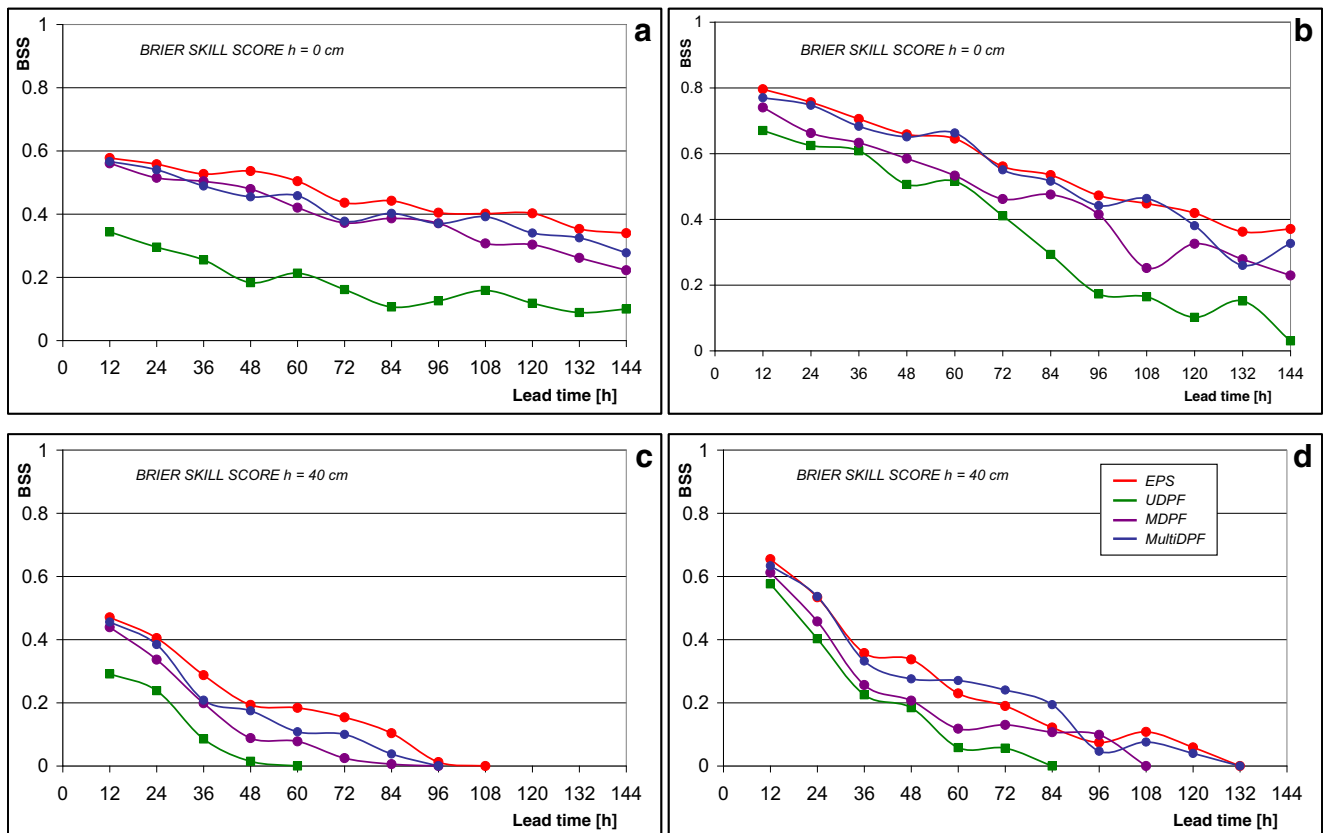 a
BSS
BRIER SKILL SCORE h = 0 cm
1
0.8
0.6
0.4
0.2
0
0 12 24 36 48 60 72 84 96 108 120 132 144
Lead time [h]
b
BSS
BRIER SKILL SCORE h = 0 cm
1
0.8
0.6
0.4
0.2
0
0 12 24 36 48 60 72 84 96 108 120 132 144
Lead time [h]
c
BSS
BRIER SKILL SCORE h = 40 cm
1
0.8
0.6
0.4
0.2
0
0 12 24 36 48 60 72 84 96 108 120 132 144
Lead time [h]
d
BSS
BRIER SKILL SCORE h = 40 cm
EPS
UDPF
MDPF
MultiDPF
1
0.8
0.6
0.4
0.2
0
0 12 24 36 48 60 72 84 96 108 120 132 144
Lead time [h]